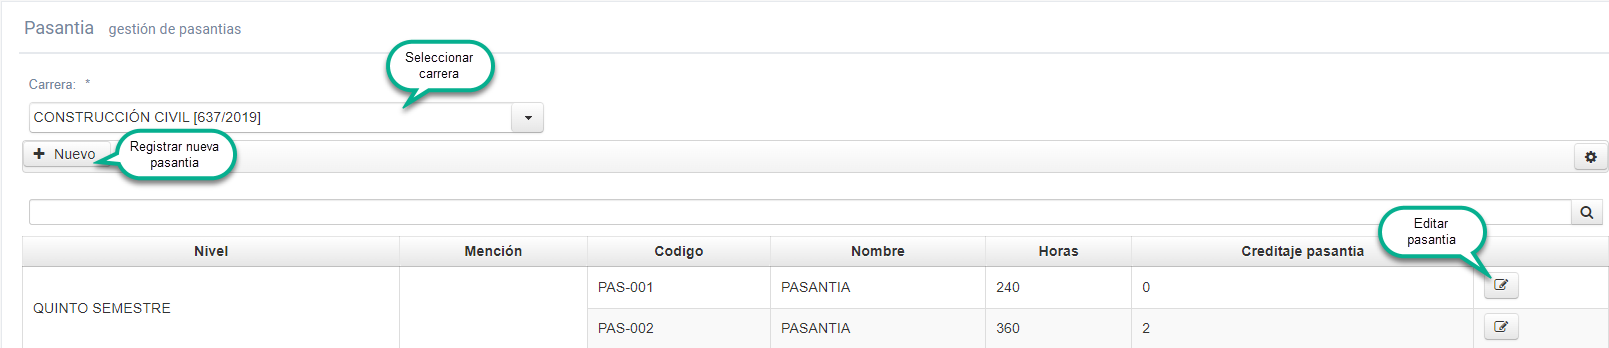 Pasantia gestión de pasantias
Seleccionar
carrera
Carrera: *
CONSTRUCCIÓN CIVIL [637/2019]
Nuevo
Registrar nueva
pasantia
Editar
pasantia
Nivel Mención Codigo Nombre Horas Creditaje pasantia
QUINTO SEMESTRE
PAS-001 PASANTIA 240 0
PAS-002 PASANTIA 360 2